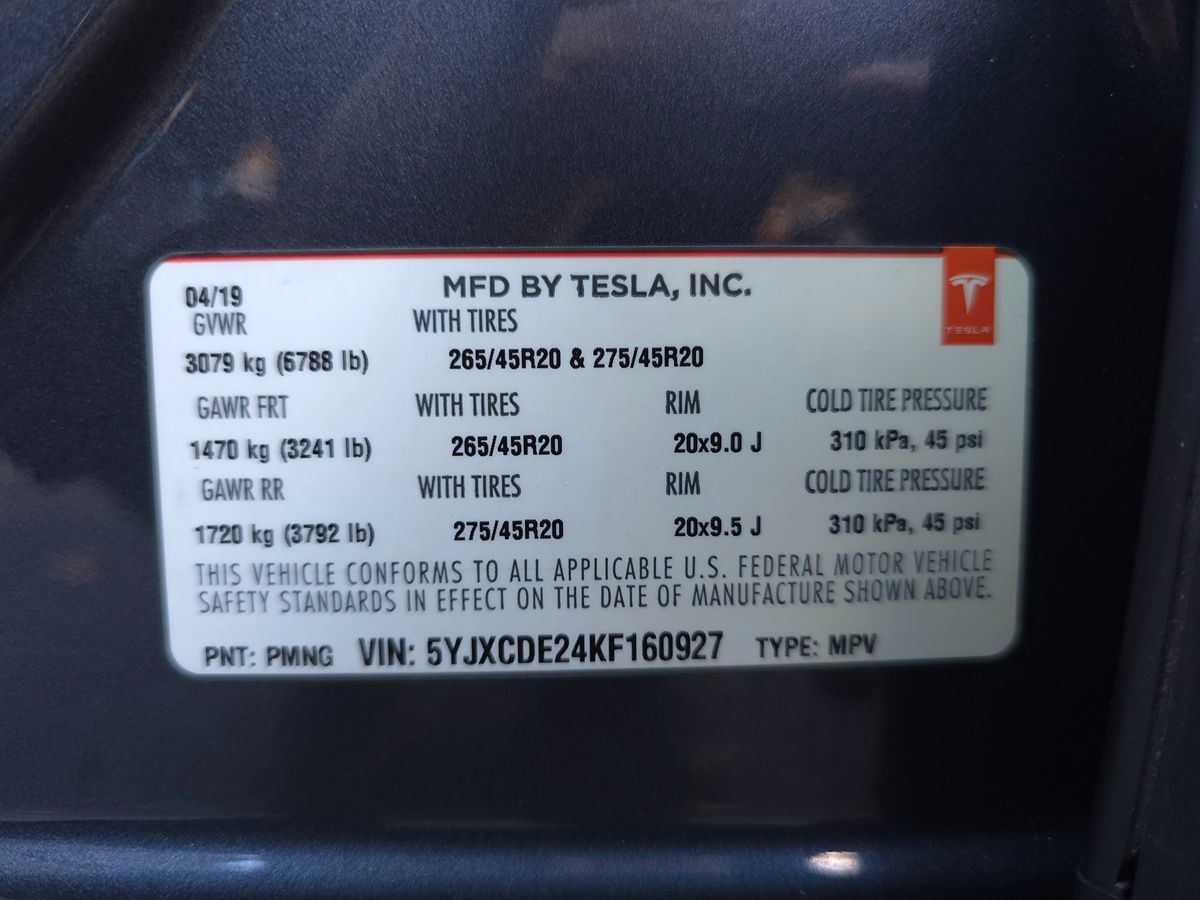 04/19 MFD BY TESLA, INC.
TESLA
GVWR WITH TIRES
3079 kg (6788 lb) 265/45R20 & 275/45R20
GAWR FRT WITH TIRES RIM COLD TIRE PRESSURE
1470 kg (3241 lb) 265/45R20 20x9.0 J 310 kPa, 45 psi
GAWR RR WITH TIRES RIM COLD TIRE PRESSURE
1720 kg (3792 lb) 275/45R20 20x9.5 J 310 kPa, 45 psi
THIS VEHICLE CONFORMS TO ALL APPLICABLE U.S. FEDERAL MOTOR VEHICLE
SAFETY STANDARDS IN EFFECT ON THE DATE OF MANUFACTURE SHOWN ABOVE.
PNT: PMNG VIN: 5YJXCDE24KF160927 TYPE: MPV